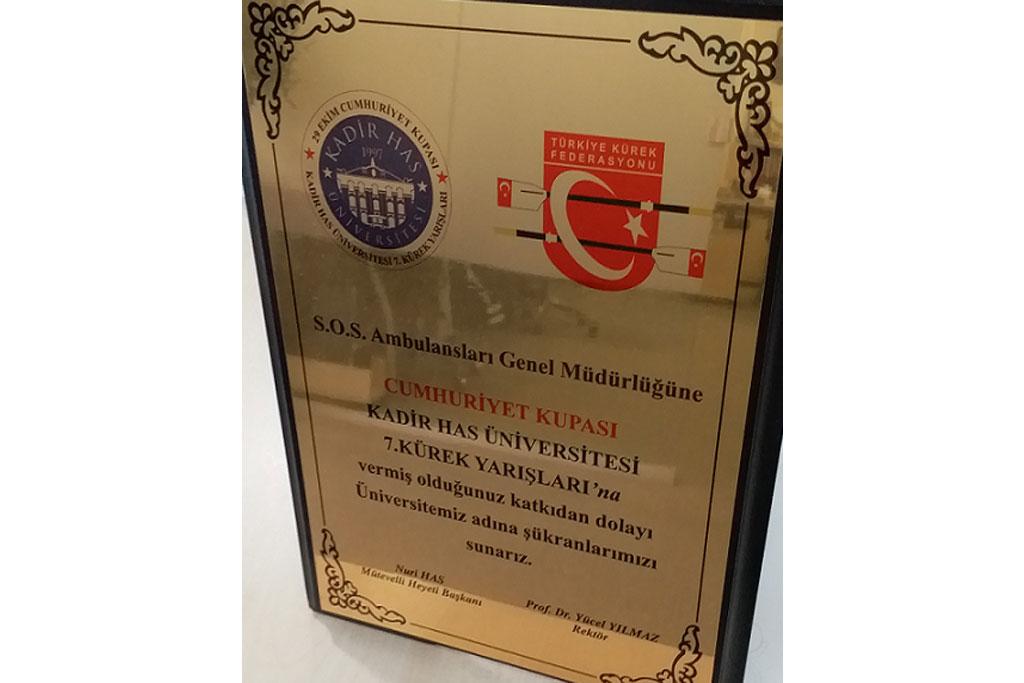 29 EKİM CUMHURİYET KUPASI
KADİR HAS
1997
ÜNİVERSİTESİ
KADİR HAS ÜNİVERSİTESİ 7. KÜREK YARIŞLARI
TÜRKİYE KÜREK
FEDERASYONU
S.O.S. Ambulansları Genel Müdürlüğüne
CUMHURİYET KUPASI
KADİR HAS ÜNİVERSİTESİ
7.KÜREK YARIŞLARI'na
vermiş olduğunuz katkıdan dolayı
Üniversitemiz adına şükranlarımızı
sunarız.
Nuri HAS
Mütevelli Heyeti Başkanı
Prof. Dr. Yücel YILMAZ
Rektör